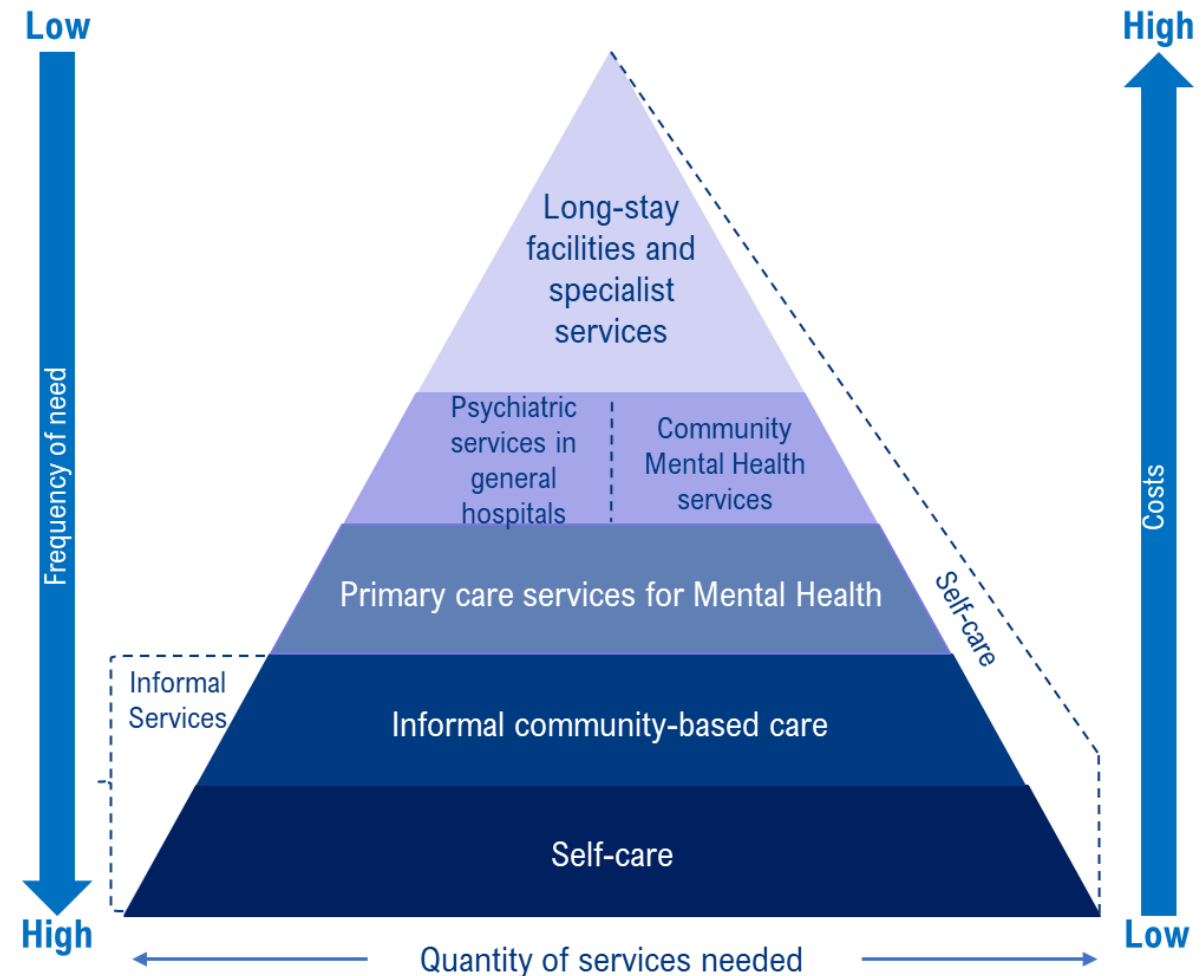 Low
High
Long-stay
facilities and
specialist
services
Psychiatric
services in
general
hospitals
Community
Mental Health
services
Frequency of need
Costs
Primary care services for Mental Health
Self-care
Informal
Services
Informal community-based care
Self-care
High
Low
Quantity of services needed